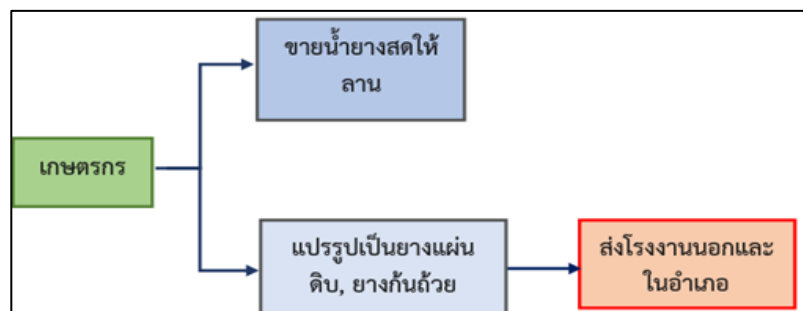 ขายน้ำยางสดให้
ลาน
เกษตรกร
แปรรูปเป็นยางแผ่น
ดิบ, ยางก้นถ้วย
ส่งโรงงานนอกและ
ในอำเภอ